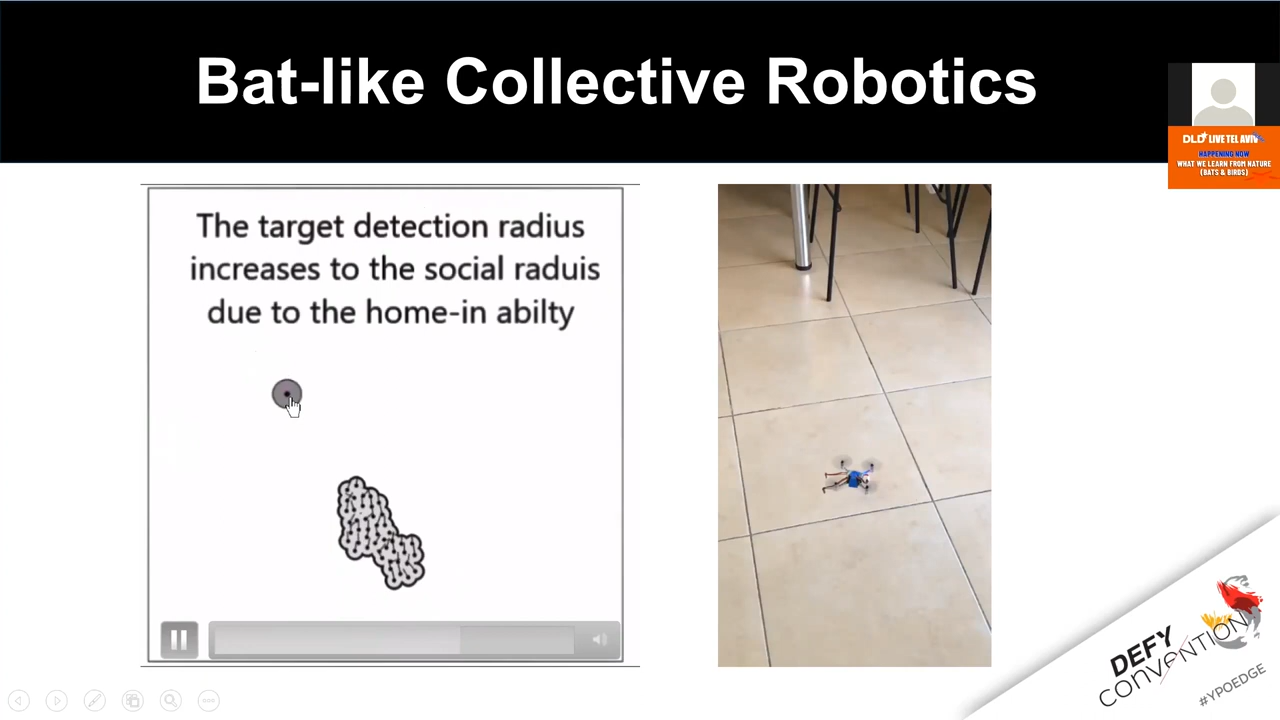 Bat-like Collective Robotics
DLD LIVE TEL AVIV
HAPPENING NOW
WHAT WE LEARN FROM NATURE
(BATS & BIRDS)
The target detection radius
increases to the social raduis
due to the home-in abilty
DEFY
CONVENTION
#YPOEDGE